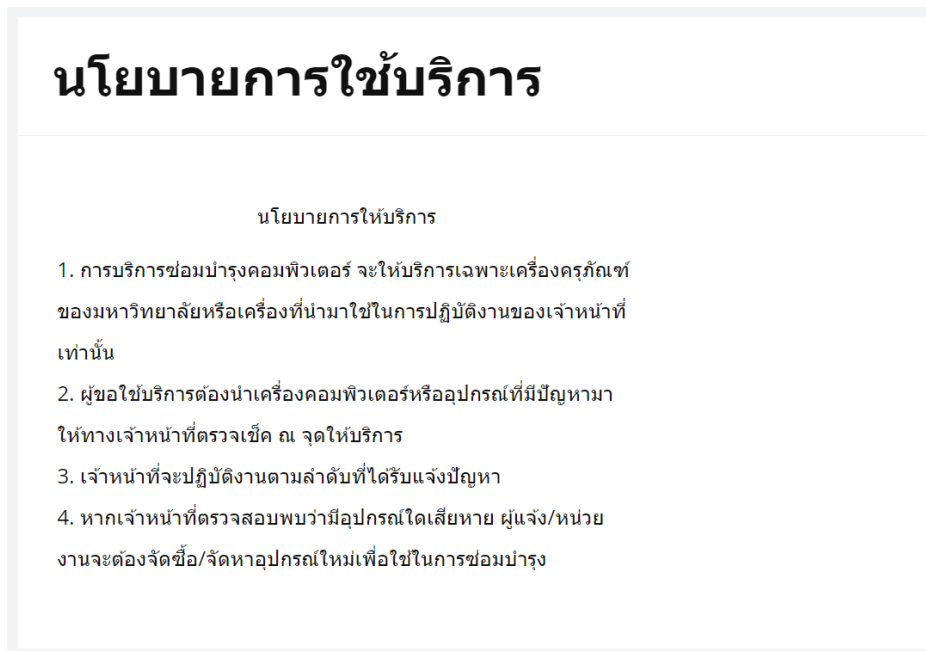 นโยบายการใช้บริการ
นโยบายการให้บริการ
1. การบริการซ่อมบำรุงคอมพิวเตอร์ จะให้บริการเฉพาะเครื่องครุภัณฑ์
ของมหาวิทยาลัยหรือเครื่องที่นำมาใช้ในการปฏิบัติงานของเจ้าหน้าที่
เท่านั้น
2. ผู้ขอใช้บริการต้องนำเครื่องคอมพิวเตอร์หรืออุปกรณ์ที่มีปัญหามา
ให้ทางเจ้าหน้าที่ตรวจเช็ค ณ จุดให้บริการ
3. เจ้าหน้าที่จะปฏิบัติงานตามลำดับที่ได้รับแจ้งปัญหา
4. หากเจ้าหน้าที่ตรวจสอบพบว่ามีอุปกรณ์ใดเสียหาย ผู้แจ้ง/หน่วย
งานจะต้องจัดซื้อ/จัดหาอุปกรณ์ใหม่เพื่อใช้ในการซ่อมบำรุง